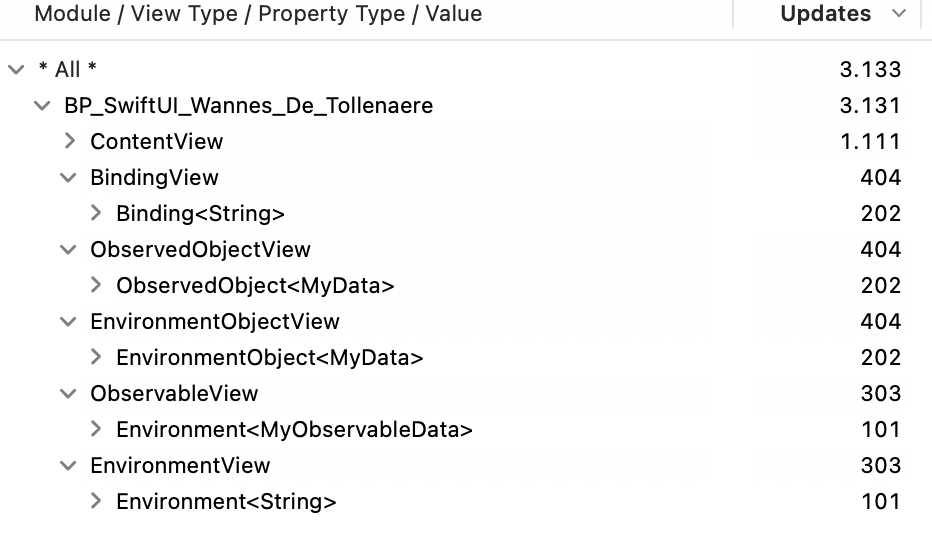 Module / View Type / Property Type / Value Updates
* All * 3.133
BP_SwiftUI_Wannes_De_Tollenaere 3.131
ContentView 1.111
BindingView 404
Binding<String> 202
ObservedObjectView 404
ObservedObject<MyData> 202
EnvironmentObjectView 404
EnvironmentObject<MyData> 202
ObservableView 303
Environment<MyObservableData> 101
EnvironmentView 303
Environment<String> 101